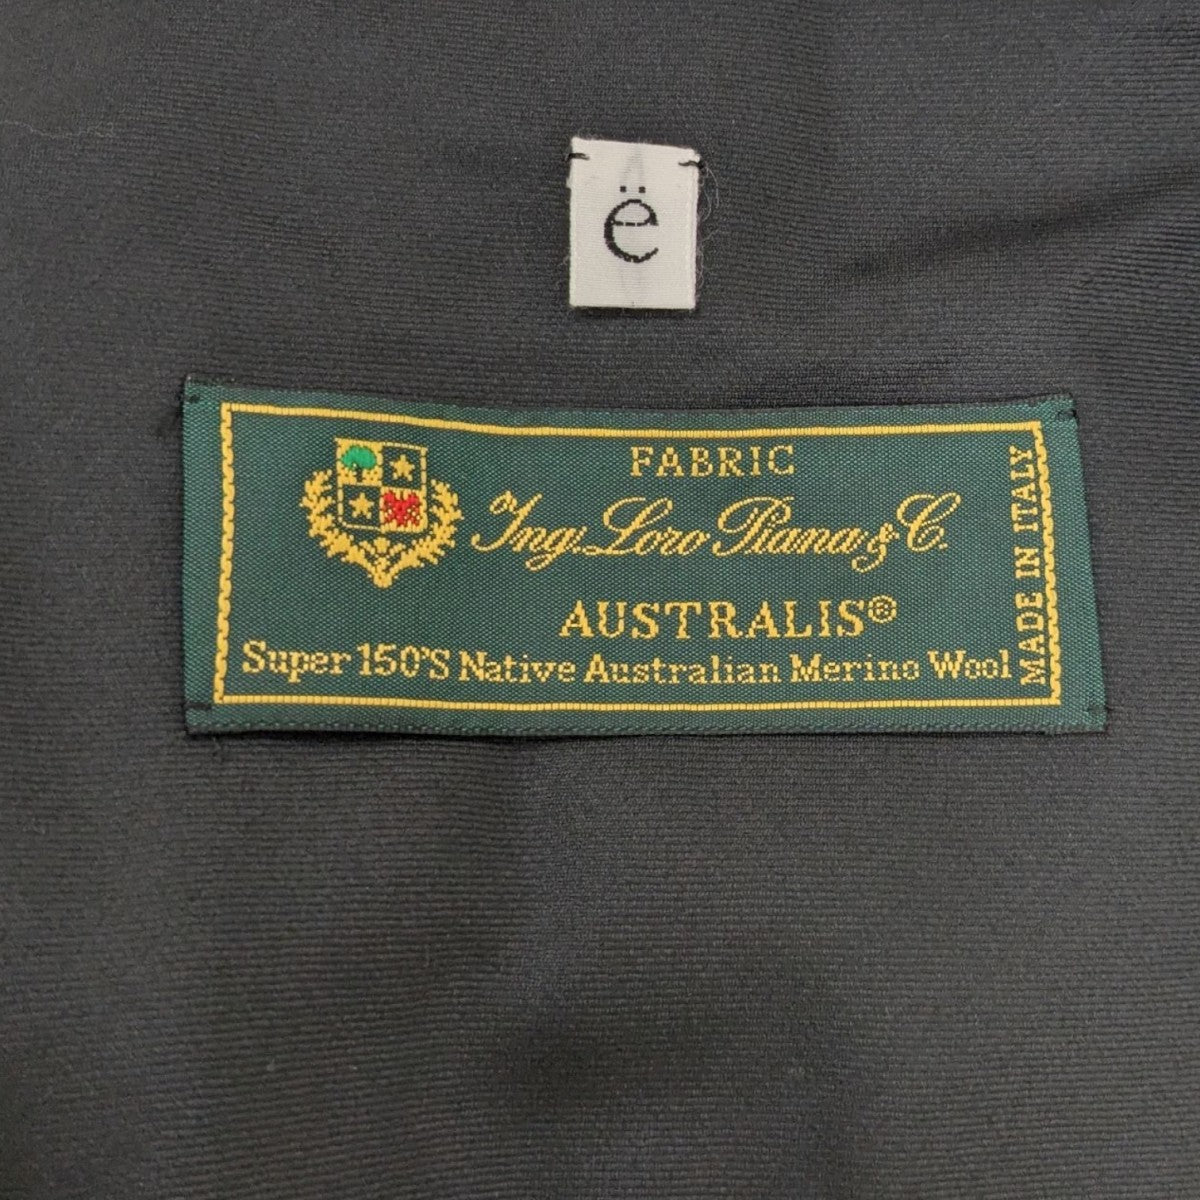 ë
FABRIC
Ing. Loro Piana & C.
AUSTRALIS®
Super 150'S Native Australian Merino Wool
MADE IN ITALY